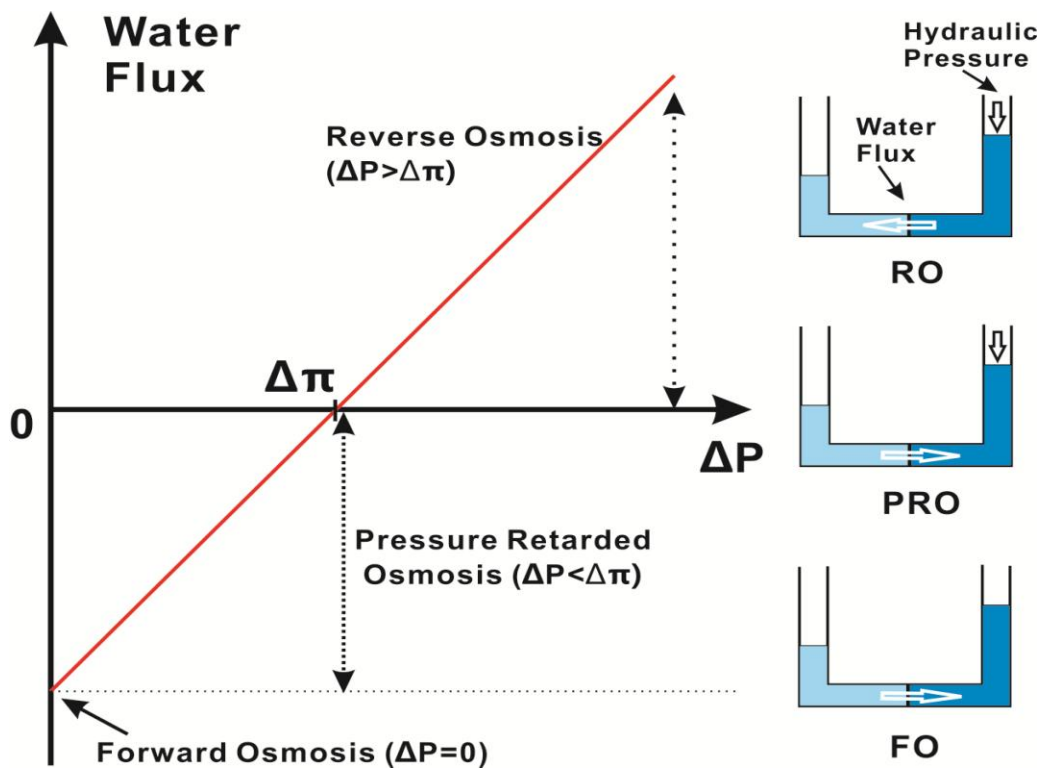 Water
Flux
Reverse Osmosis
(ΔP>Δπ)
Δπ
0
ΔP
Pressure Retarded
Osmosis (ΔP<Δπ)
Forward Osmosis (ΔP=0)
Hydraulic
Pressure
Water
Flux
RO
PRO
FO